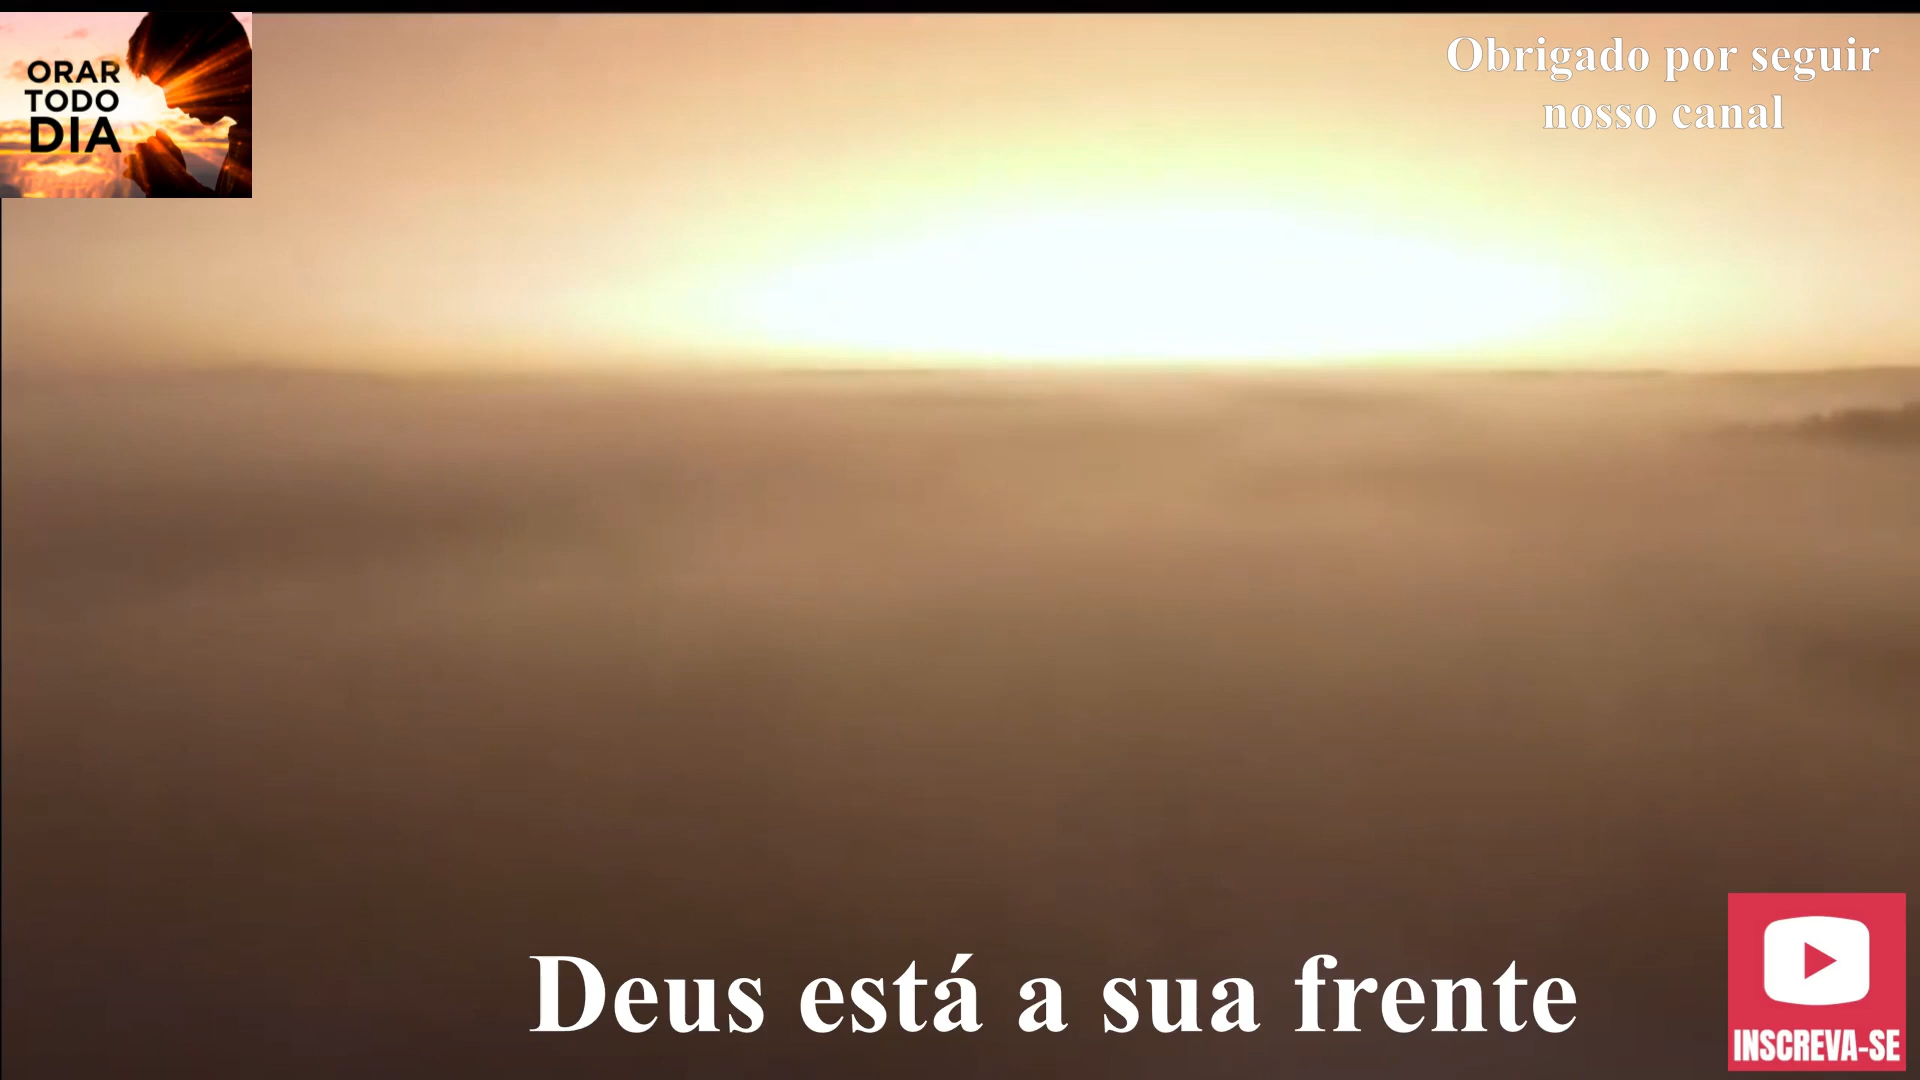 ORAR
TODO
DIA
Obrigado por seguir
nosso canal
Deus está a sua frente
INSCREVA-SE